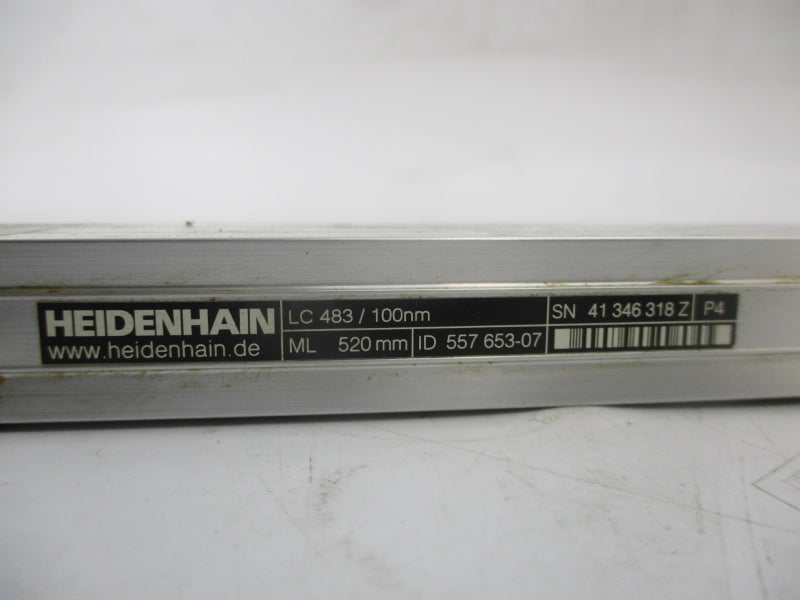 HEIDENHAIN
www.heidenhain.de
LC 483 / 100nm
ML 520 mm
ID 557 653-07
SN 41 346 318 Z
P4